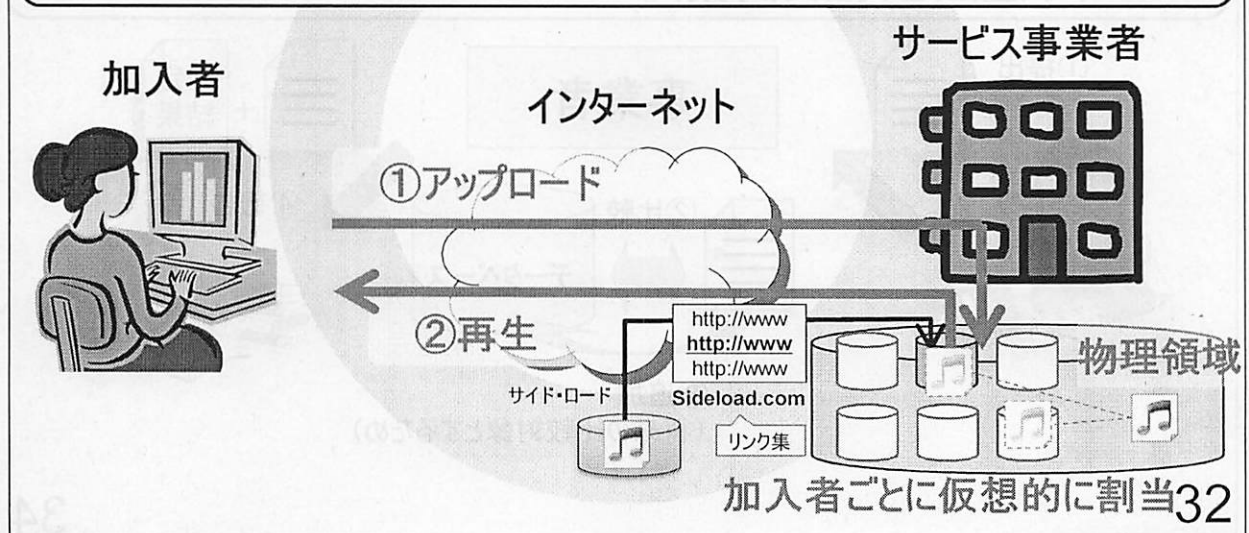 サービス事業者
加入者
インターネット
①アップロード
②再生
http://www
http://www
http://www
サイド・ロード
Sideload.com
リンク集
物理領域
加入者ごとに仮想的に割当
32